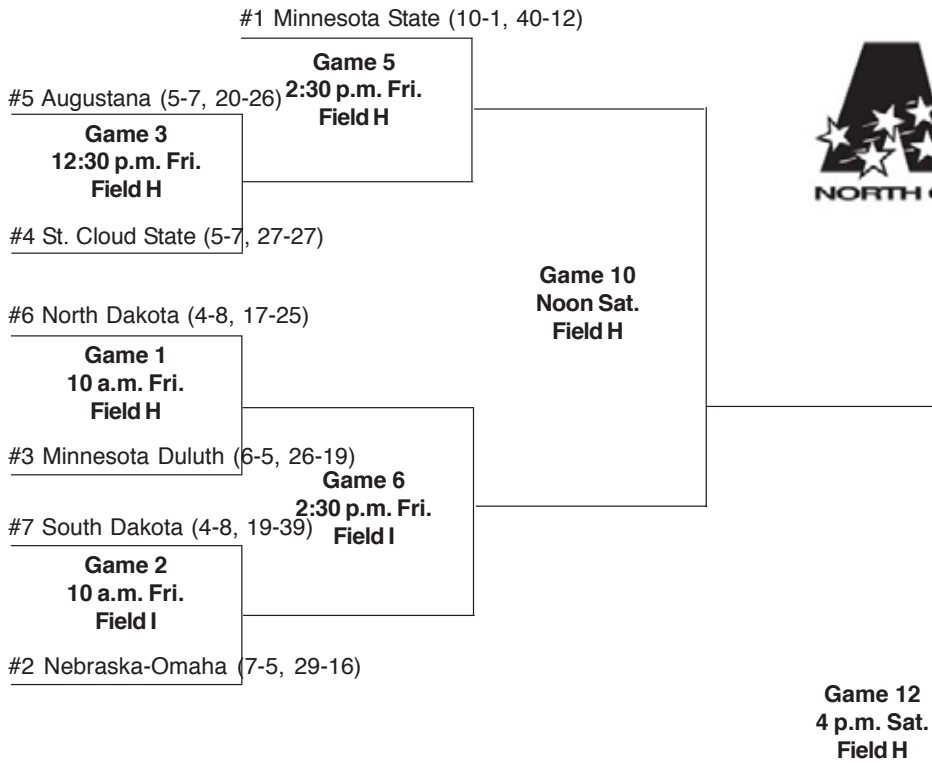 #1 Minnesota State (10-1, 40-12)
Game 5
2:30 p.m. Fri.
Field H
#5 Augustana (5-7, 20-26)
Game 3
12:30 p.m. Fri.
Field H
#4 St. Cloud State (5-7, 27-27)
NORTH
Game 10
Noon Sat.
Field H
#6 North Dakota (4-8, 17-25)
Game 1
10 a.m. Fri.
Field H
#3 Minnesota Duluth (6-5, 26-19)
Game 6
2:30 p.m. Fri.
Field I
#7 South Dakota (4-8, 19-39)
Game 2
10 a.m. Fri.
Field I
#2 Nebraska-Omaha (7-5, 29-16)
Game 12
4 p.m. Sat.
Field H